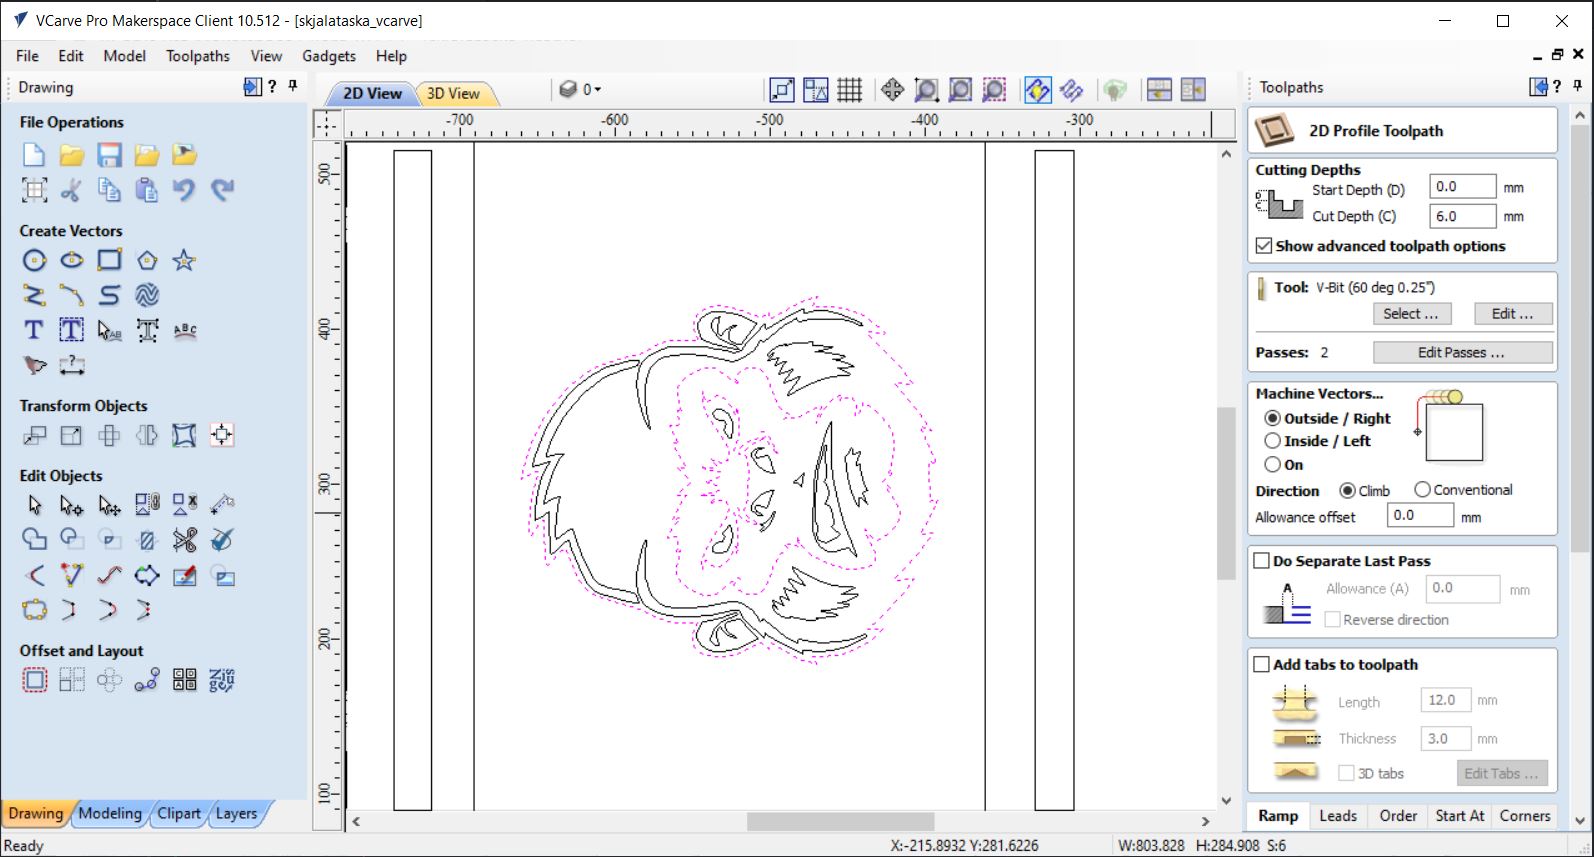 VCarve Pro Makerspace Client 10.512 - [skjalataska_vcarve]
File Edit Model Toolpaths View Gadgets Help
Drawing
File Operations
Create Vectors
Transform Objects
Edit Objects
Offset and Layout
Drawing Modeling Clipart Layers
2D View 3D View 0
-700 -600 -500 -400 -300
500
400
300
200
100
Toolpaths
2D Profile Toolpath
Cutting Depths
Start Depth (D) 0.0 mm
Cut Depth (C) 6.0 mm
Show advanced toolpath options
Tool: V-Bit (60 deg 0.25")
Select ... Edit ...
Passes: 2 Edit Passes ...
Machine Vectors...
Outside / Right
Inside / Left
On
Direction Climb Conventional
Allowance offset 0.0 mm
Do Separate Last Pass
A Allowance (A) 0.0 mm
Reverse direction
Add tabs to toolpath
Length 12.0 mm
Thickness 3.0 mm
3D tabs Edit Tabs ...
Ramp Leads Order Start At Corners
Ready X:-215.8932 Y:281.6226 W:803.828 H:284.908 S:6